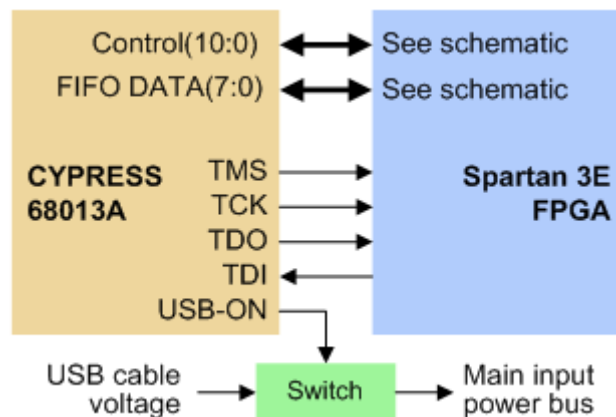 Control(10:0)
See schematic
FIFO DATA(7:0)
See schematic
TMS
CYPRESS
68013A
TCK
TDO
TDI
USB-ON
Spartan 3E
FPGA
USB cable
voltage
Switch
Main input
power bus